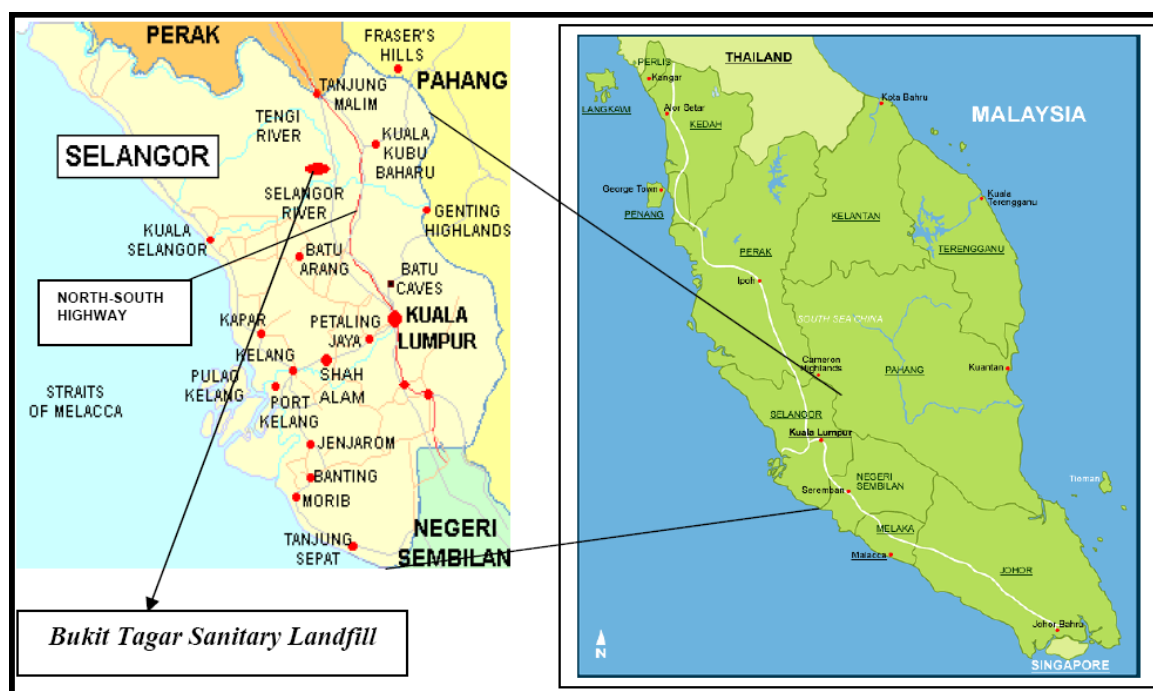 PERAK
FRASER'S
HILLS
PAHANG
TANJUNG
MALIM
TENGI
RIVER
KUALA
KUBU
BAHARU
SELANGOR
SELANGOR
RIVER
GENTING
HIGHLANDS
KUALA
SELANGOR
BATU
ARANG
BATU
CAVES
NORTH-SOUTH
HIGHWAY
KAPAR
PETALING
JAYA
KUALA
LUMPUR
KELANG
SHAH
ALAM
PULAU
KELANG
PORT
KELANG
STRAITS
OF MELACCA
JENJAROM
BANTING
MORIB
NEGERI
SEMBILAN
TANJUNG
SEPAT
Bukit Tagar Sanitary Landfill
THAILAND
PERLIS
Kangar
LANGKAWI
Alor Setar
KEDAH
Kota Bahru
MALAYSIA
George Town
PENANG
Kuala
Terengganu
KELANTAN
TERENGGANU
PERAK
Ipoh
SOUTH SEA CHINA
Cameron
Highlands
PAHANG
Kuantan
SELANGOR
Kuala Lumpur
NEGERI
SEMBILAN
Seremban
Tioman
MELAKA
Malacca
JOHOR
Johor Bahru
N
SINGAPORE